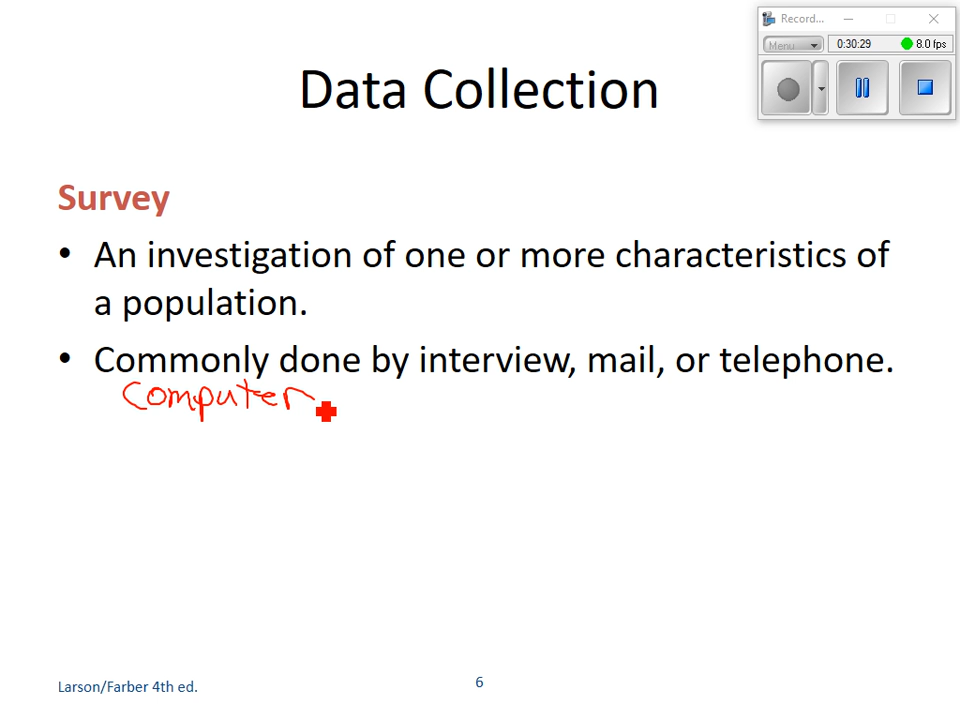 Record...
Menu
0:30:29
8.0 fps
Data Collection
Survey
• An investigation of one or more characteristics of
a population.
• Commonly done by interview, mail, or telephone.
computer
Larson/Farber 4th ed.
6